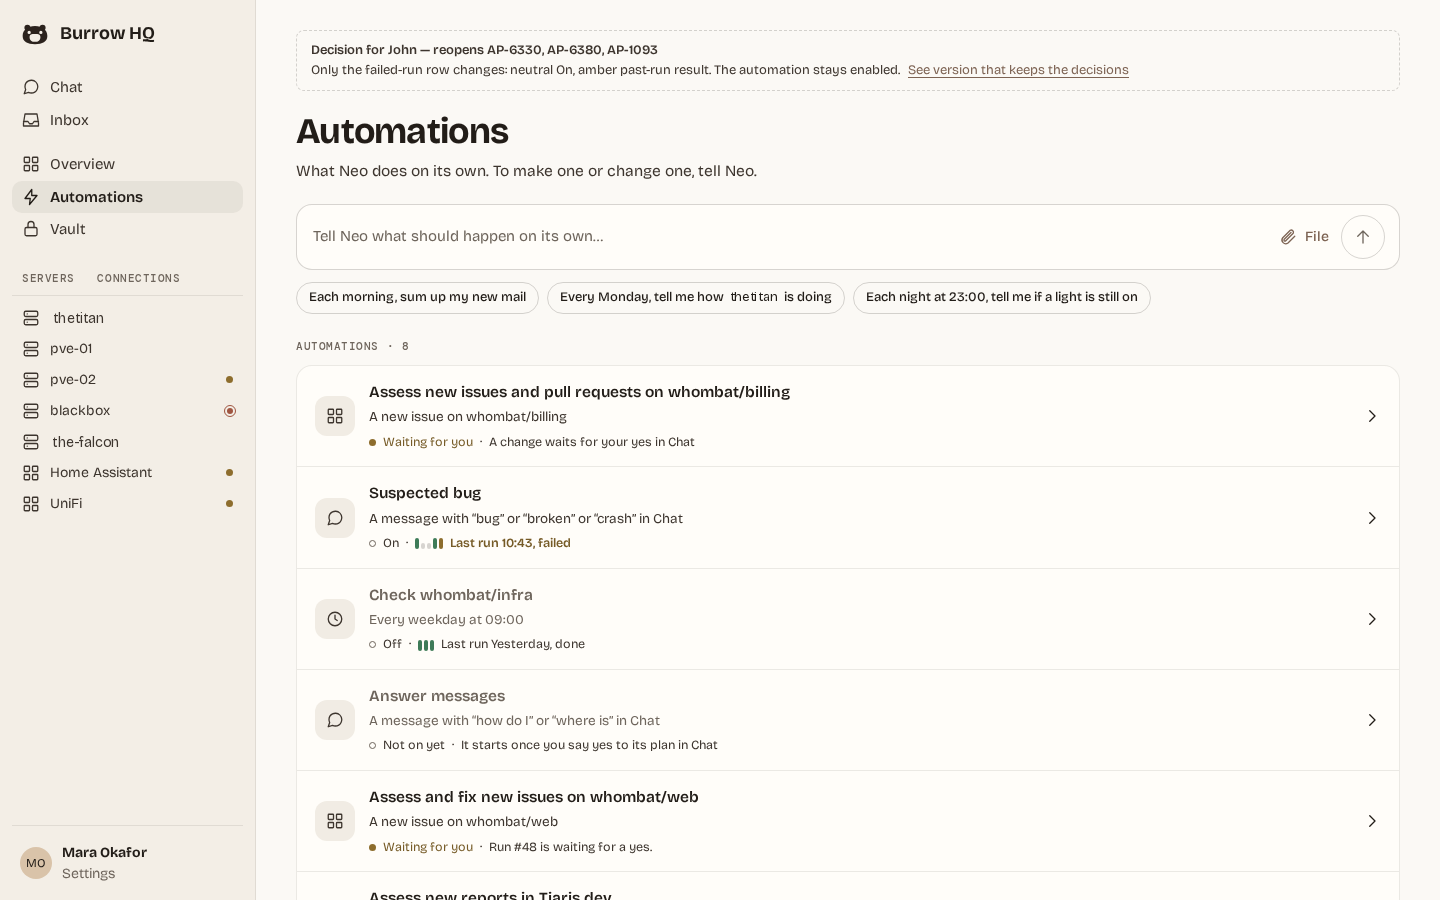 Burrow HQ
Chat
Inbox
Overview
Automations
Vault
SERVERS CONNECTIONS
thetitan
pve-01
pve-02
blackbox
the-falcon
Home Assistant
UniFi
MO
Mara Okafor
Settings
Decision for John — reopens AP-6330, AP-6380, AP-1093
Only the failed-run row changes: neutral On, amber past-run result. The automation stays enabled. See version that keeps the decisions
Automations
What Neo does on its own. To make one or change one, tell Neo.
Tell Neo what should happen on its own... File
Each morning, sum up my new mail
Every Monday, tell me how thetitan is doing
Each night at 23:00, tell me if a light is still on
AUTOMATIONS · 8
Assess new issues and pull requests on whombat/billing
A new issue on whombat/billing
Waiting for you · A change waits for your yes in Chat
Suspected bug
A message with “bug” or “broken” or “crash” in Chat
On · Last run 10:43, failed
Check whombat/infra
Every weekday at 09:00
Off · Last run Yesterday, done
Answer messages
A message with “how do I” or “where is” in Chat
Not on yet · It starts once you say yes to its plan in Chat
Assess and fix new issues on whombat/web
A new issue on whombat/web
Waiting for you · Run #48 is waiting for a yes.
Assess new reports in Tiaris dev